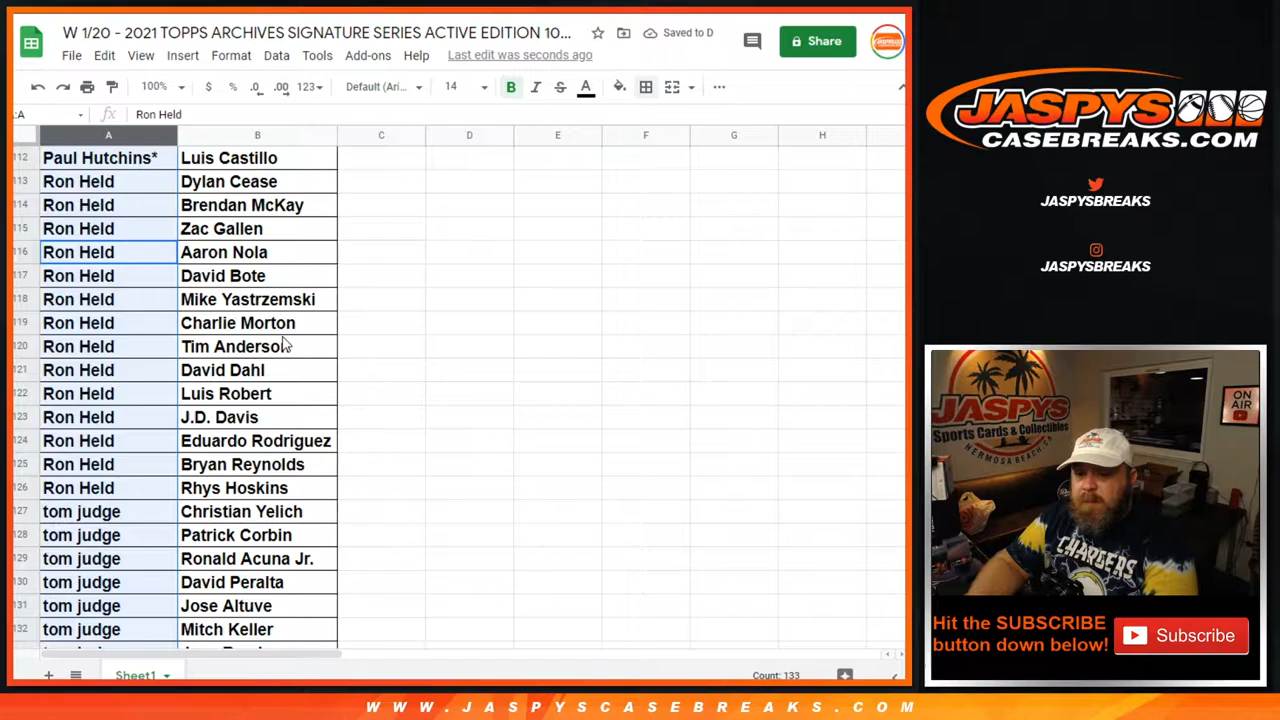 W 1/20 - 2021 TOPPS ARCHIVES SIGNATURE SERIES ACTIVE EDITION 10...
Saved to D
Share
File Edit View Insert Format Data Tools Add-ons Help Last edit was seconds ago
100% $ % .0 .00 123 Default (Ari... 14 B I S A
:A fx Ron Held
A B C D E F G H
112 Paul Hutchins* Luis Castillo
113 Ron Held Dylan Cease
114 Ron Held Brendan McKay
115 Ron Held Zac Gallen
116 Ron Held Aaron Nola
117 Ron Held David Bote
118 Ron Held Mike Yastrzemski
119 Ron Held Charlie Morton
120 Ron Held Tim Anderson
121 Ron Held David Dahl
122 Ron Held Luis Robert
123 Ron Held J.D. Davis
124 Ron Held Eduardo Rodriguez
125 Ron Held Bryan Reynolds
126 Ron Held Rhys Hoskins
127 tom judge Christian Yelich
128 tom judge Patrick Corbin
129 tom judge Ronald Acuna Jr.
130 tom judge David Peralta
131 tom judge Jose Altuve
132 tom judge Mitch Keller
Sheet1
Count: 133
JASPYS
CASEBREAKS.COM
JASPYSBREAKS
JASPYSBREAKS
JASPYS
Sports Cards & Collectibles
HERMOSA BEACH, CA
ON
AIR
CHARGERS
Hit the SUBSCRIBE
button down below!
Subscribe
WWW.JASPYSCASEBREAKS.COM